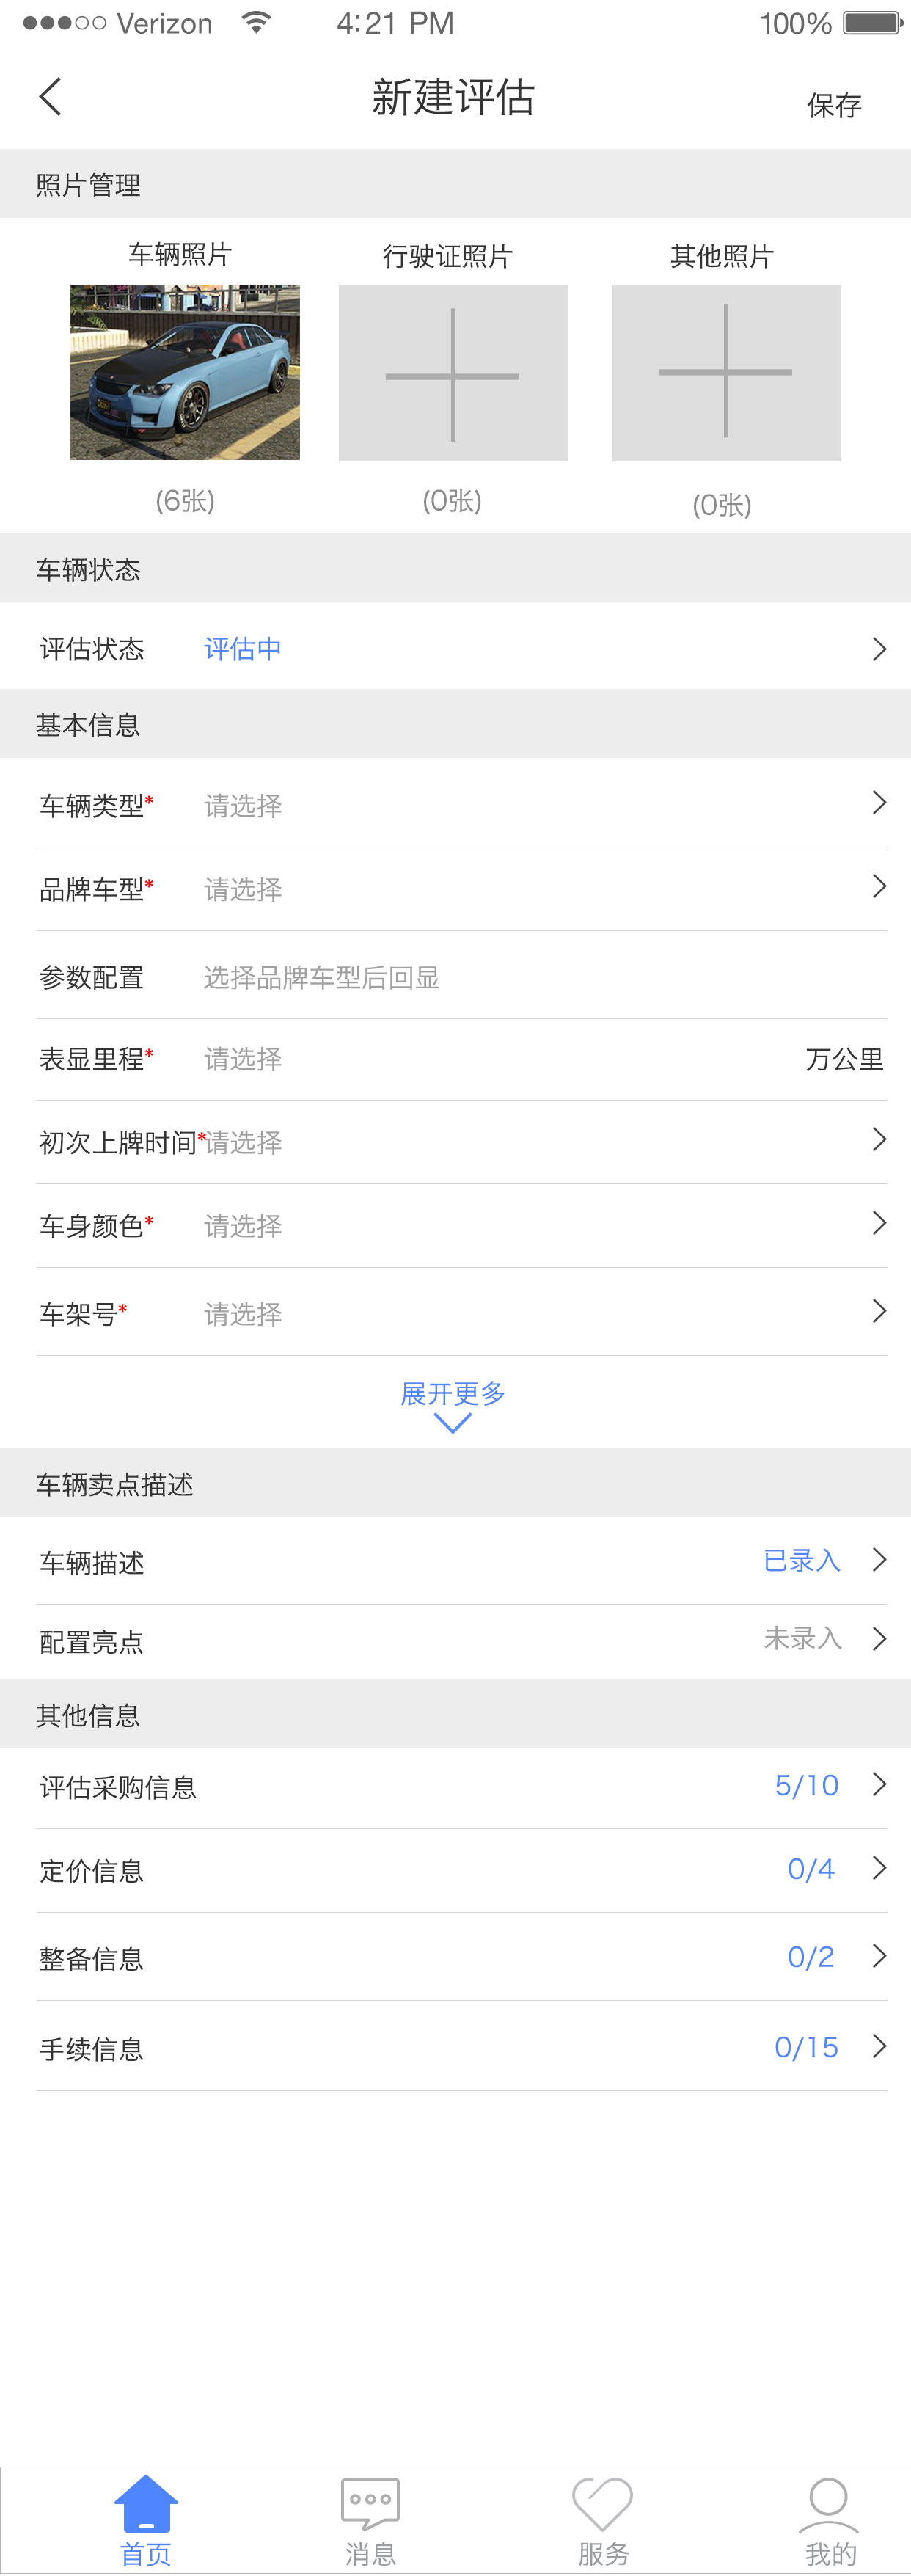 Verizon 4:21 PM 100%
新建评估 保存
照片管理
车辆照片 行驶证照片 其他照片
(6张) (0张) (0张)
车辆状态
评估状态 评估中
基本信息
车辆类型* 请选择
品牌车型* 请选择
参数配置 选择品牌车型后回显
表显里程* 请选择 万公里
初次上牌时间* 请选择
车身颜色* 请选择
车架号* 请选择
展开更多
车辆卖点描述
车辆描述 已录入
配置亮点 未录入
其他信息
评估采购信息 5/10
定价信息 0/4
整备信息 0/2
手续信息 0/15
首页 消息 服务 我的